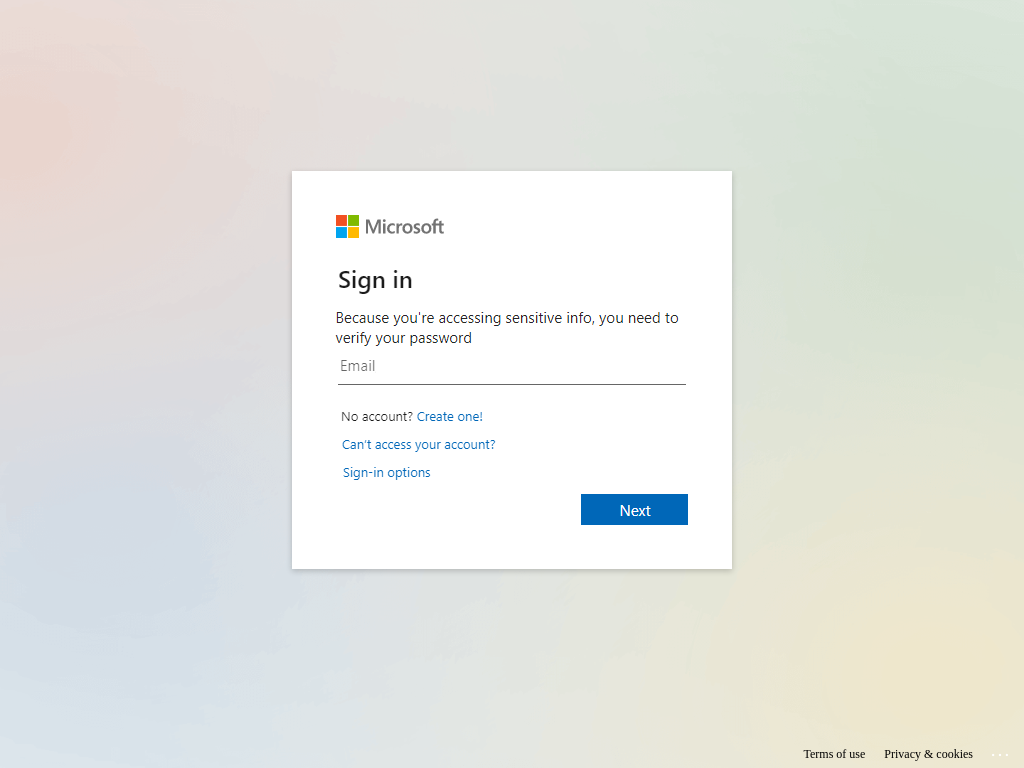 Microsoft
Sign in
Because you're accessing sensitive info, you need to
verify your password
Email
No account? Create one!
Can't access your account?
Sign-in options
Next
Terms of use Privacy & cookies ...